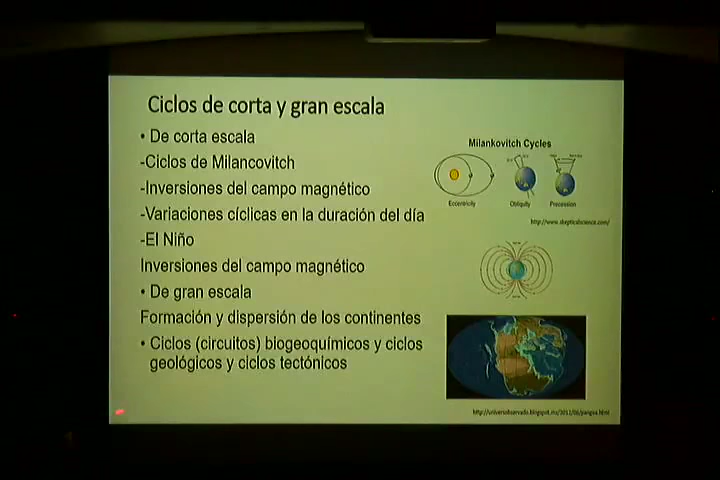 Ciclos de corta y gran escala
• De corta escala
-Ciclos de Milancovitch
-Inversiones del campo magnético
-Variaciones cíclicas en la duración del día
-El Niño
Inversiones del campo magnético
• De gran escala
Formación y dispersión de los continentes
• Ciclos (circuitos) biogeoquímicos y ciclos
geológicos y ciclos tectónicos
Milankovitch Cycles
Eccentricity Obliquity Precession
http://www.skepticalscience.com/
http://universobservado.blogspot.mx/2012/06/pangea.html